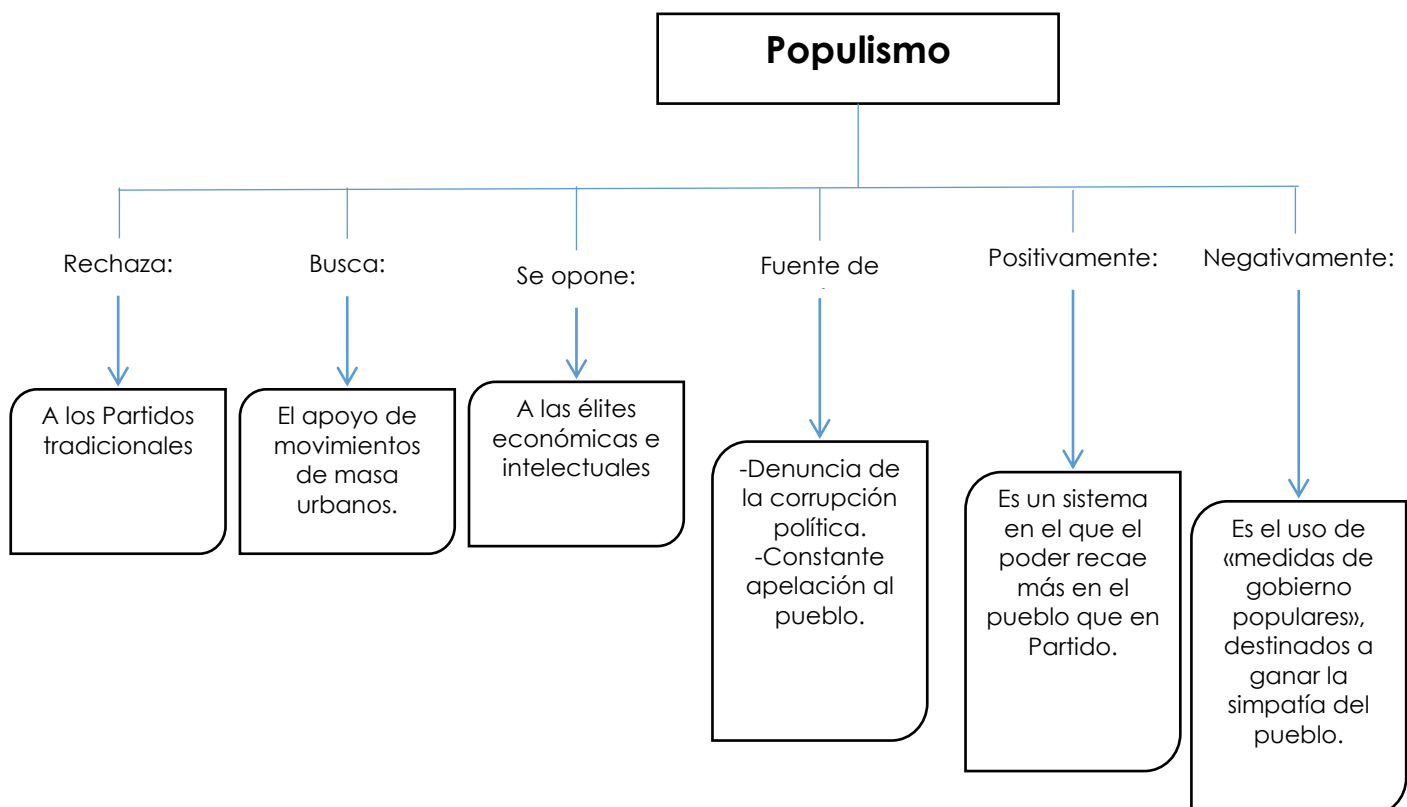 Populismo
Rechaza:
A los Partidos
tradicionales
Busca:
El apoyo de
movimientos
de masa
urbanos.
Se opone:
A las élites
económicas e
intelectuales
Fuente de
-Denuncia de
la corrupción
política.
-Constante
apelación al
pueblo.
Positivamente:
Es un sistema
en el que el
poder recae
más en el
pueblo que en
Partido.
Negativamente:
Es el uso de
«medidas de
gobierno
populares»,
destinados a
ganar la
simpatía del
pueblo.